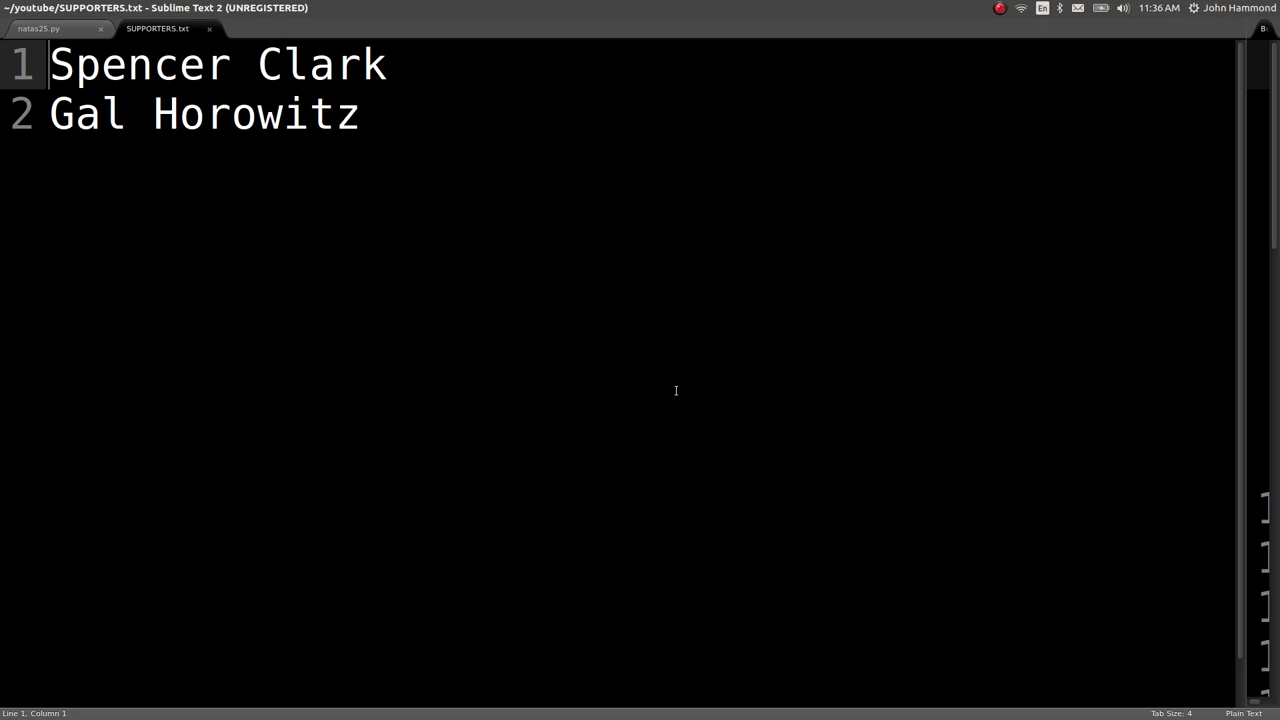 ~/youtube/SUPPORTERS.txt - Sublime Text 2 (UNREGISTERED)
En
11:36 AM
John Hammond
natas25.py
SUPPORTERS.txt
1 Spencer Clark
2 Gal Horowitz
Line 1, Column 1
Tab Size: 4
Plain Text